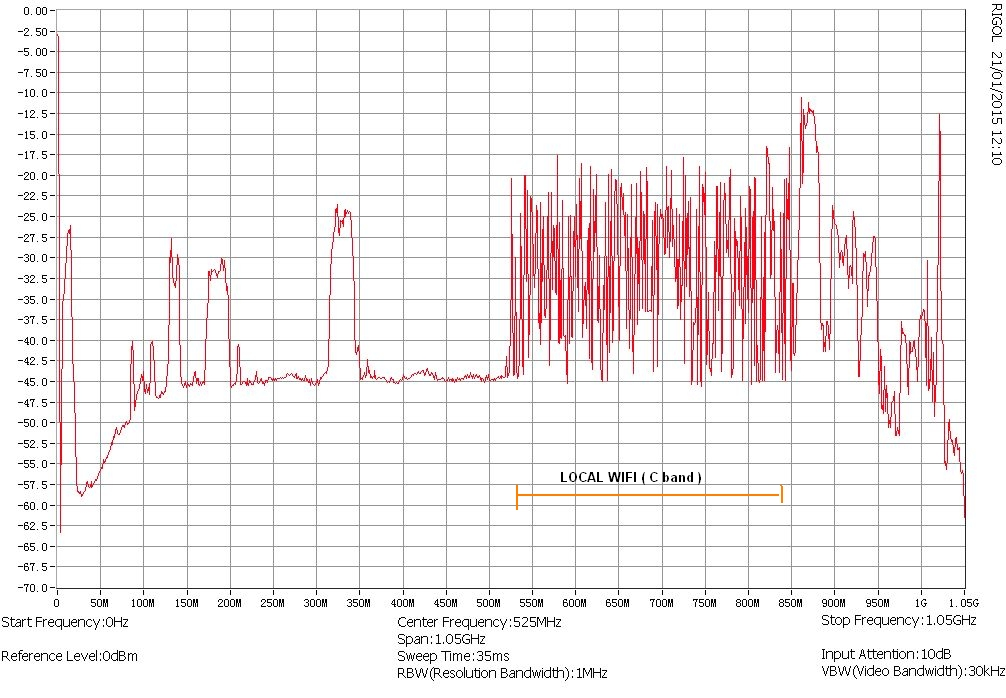 0.00
-2.50
-5.00
-7.50
-10.0
-12.5
-15.0
-17.5
-20.0
-22.5
-25.0
-27.5
-30.0
-32.5
-35.0
-37.5
-40.0
-42.5
-45.0
-47.5
-50.0
-52.5
-55.0
-57.5
-60.0
-62.5
-65.0
-67.5
-70.0
RIGOL 21/01/2015 12:10
LOCAL WIFI ( C band )
0 50M 100M 150M 200M 250M 300M 350M 400M 450M 500M 550M 600M 650M 700M 750M 800M 850M 900M 950M 1G 1.05G
Start Frequency:0Hz
Center Frequency:525MHz
Stop Frequency:1.05GHz
Span:1.05GHz
Reference Level:0dBm
Sweep Time:35ms
Input Attention:10dB
RBW(Resolution Bandwidth):1MHz
VBW(Video Bandwidth):30kHz